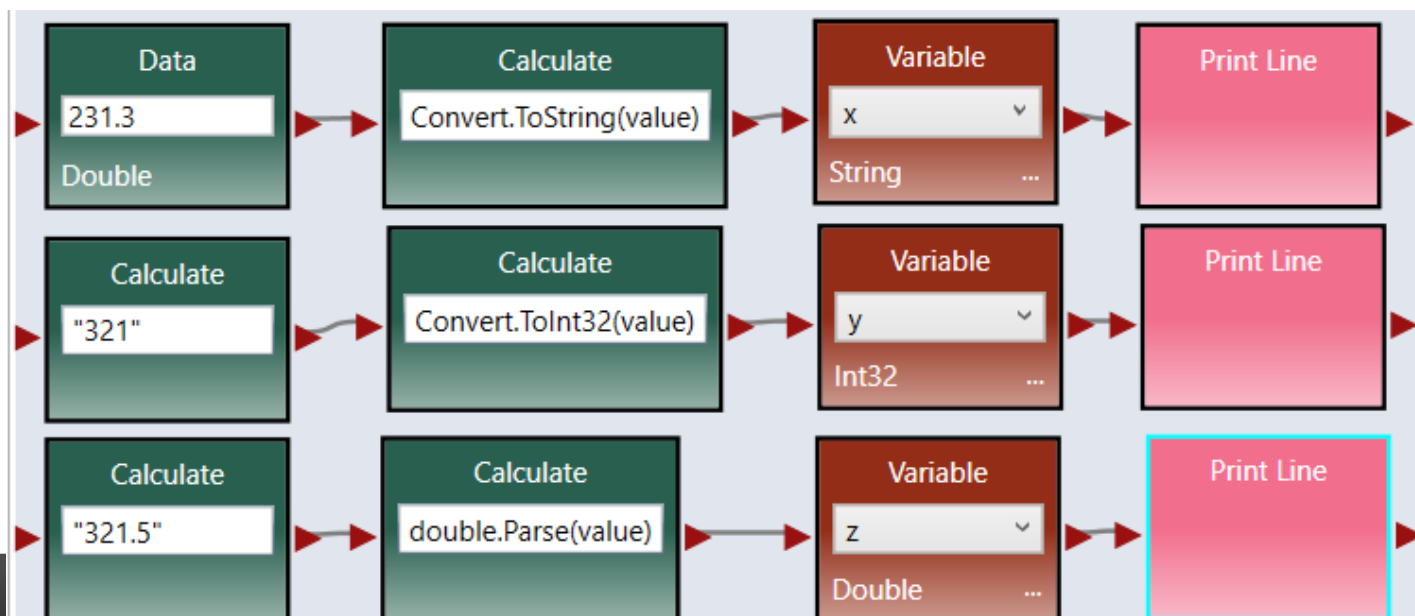 Data
231.3
Double
Calculate
Convert.ToString(value)
Variable
x
String ...
Print Line
Calculate
"321"
Calculate
Convert.ToInt32(value)
Variable
y
Int32 ...
Print Line
Calculate
"321.5"
Calculate
double.Parse(value)
Variable
z
Double ...
Print Line